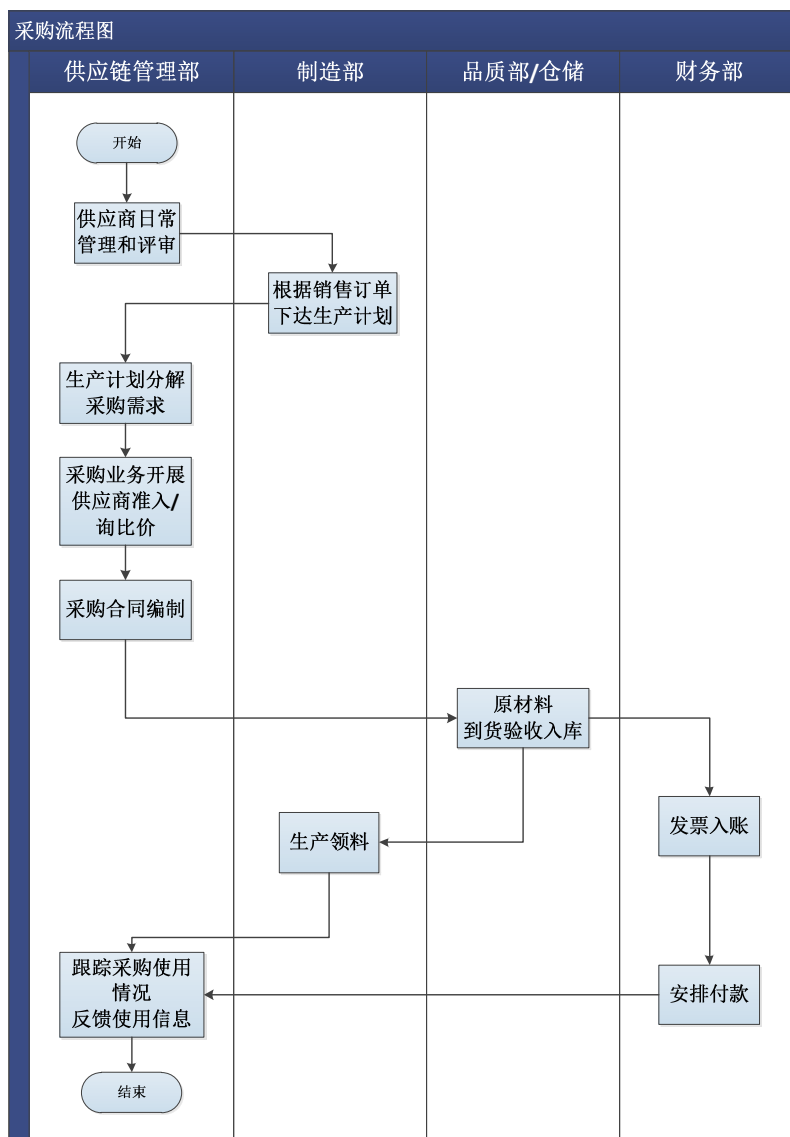 采购流程图
供应链管理部
制造部
品质部/仓储
财务部
开始
供应商日常
管理和评审
根据销售订单
下达生产计划
生产计划分解
采购需求
采购业务开展
供应商准入/
询比价
采购合同编制
原材料
到货验收入库
发票入账
生产领料
跟踪采购使用
情况
反馈使用信息
安排付款
结束